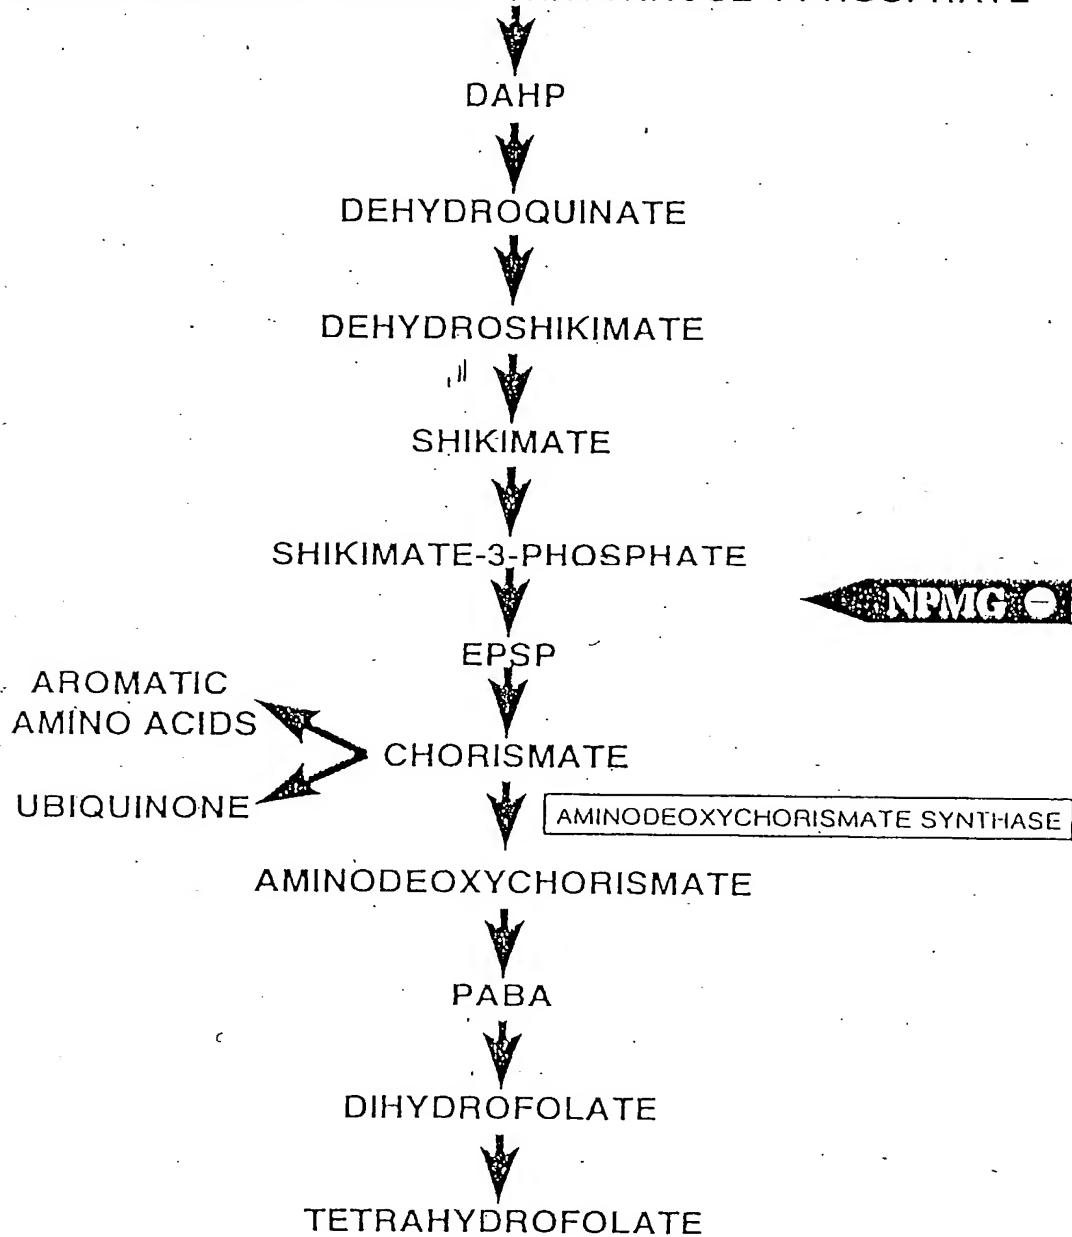 DAHP
DEHYDROQUINATE
DEHYDROSHIKIMATE
SHIKIMATE
SHIKIMATE-3-PHOSPHATE
NPMG −
EPSP
AROMATIC
AMINO ACIDS
CHORISMATE
UBIQUINONE
AMINODEOXYCHORISMATE SYNTHASE
AMINODEOXYCHORISMATE
PABA
DIHYDROFOLATE
TETRAHYDROFOLATE